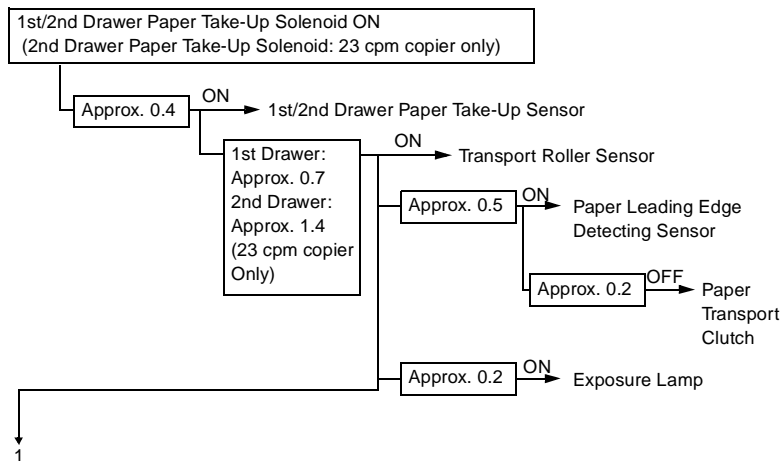 1st/2nd Drawer Paper Take-Up Solenoid ON
(2nd Drawer Paper Take-Up Solenoid: 23 cpm copier only)
Approx. 0.4
ON
1st/2nd Drawer Paper Take-Up Sensor
1st Drawer:
Approx. 0.7
2nd Drawer:
Approx. 1.4
(23 cpm copier
Only)
ON
Transport Roller Sensor
Approx. 0.5
ON
Paper Leading Edge
Detecting Sensor
Approx. 0.2
OFF
Paper
Transport
Clutch
Approx. 0.2
ON
Exposure Lamp
1